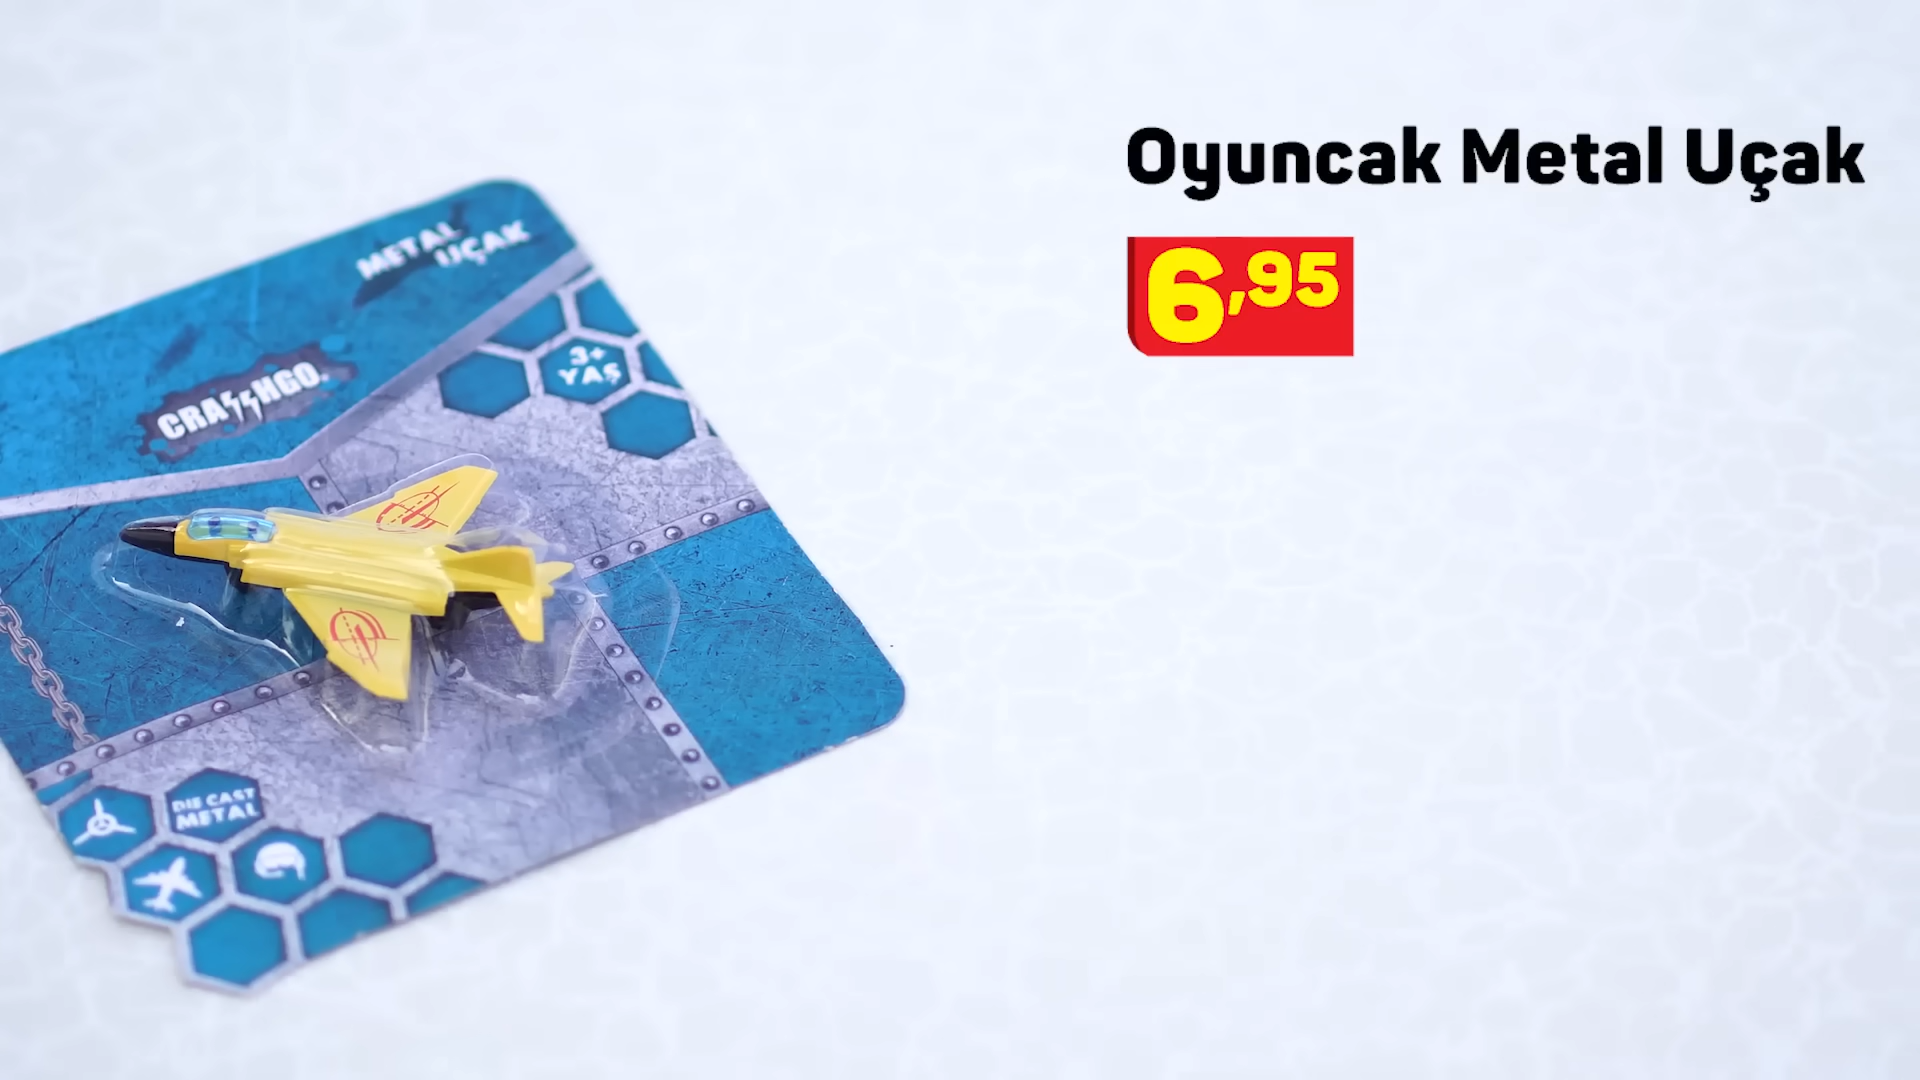 Oyuncak Metal Uçak
6,95
METAL
UÇAK
CRASHGO.
3+
YAŞ
DIE CAST
METAL